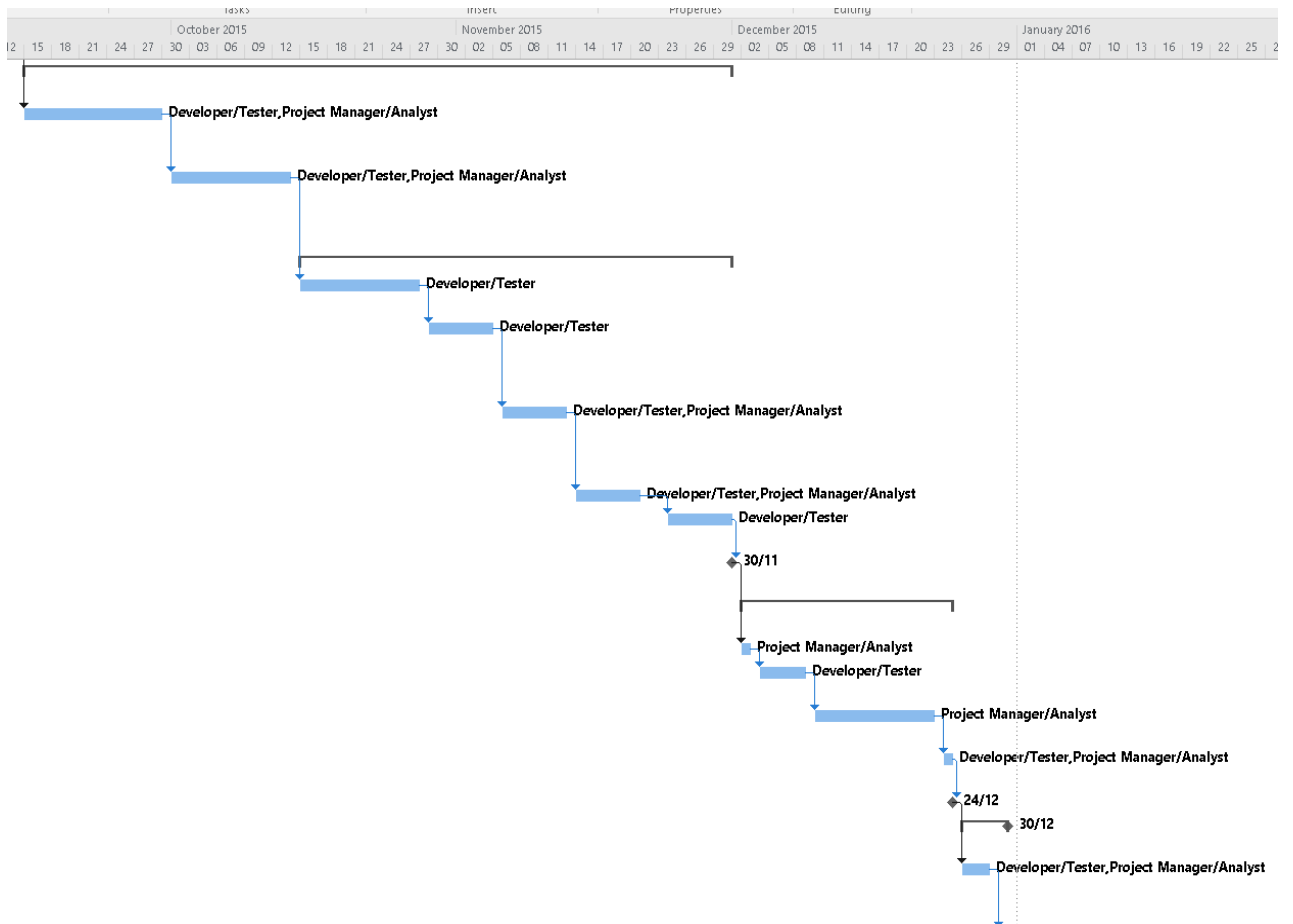 Tasks Insert Properties Editing
October 2015 November 2015 December 2015 January 2016
12 15 18 21 24 27 30 03 06 09 12 15 18 21 24 27 30 02 05 08 11 14 17 20 23 26 29 02 05 08 11 14 17 20 23 26 29 01 04 07 10 13 16 19 22 25 2
Developer/Tester,Project Manager/Analyst
Developer/Tester,Project Manager/Analyst
Developer/Tester
Developer/Tester
Developer/Tester,Project Manager/Analyst
Developer/Tester,Project Manager/Analyst
Developer/Tester
30/11
Project Manager/Analyst
Developer/Tester
Project Manager/Analyst
Developer/Tester,Project Manager/Analyst
24/12
30/12
Developer/Tester,Project Manager/Analyst